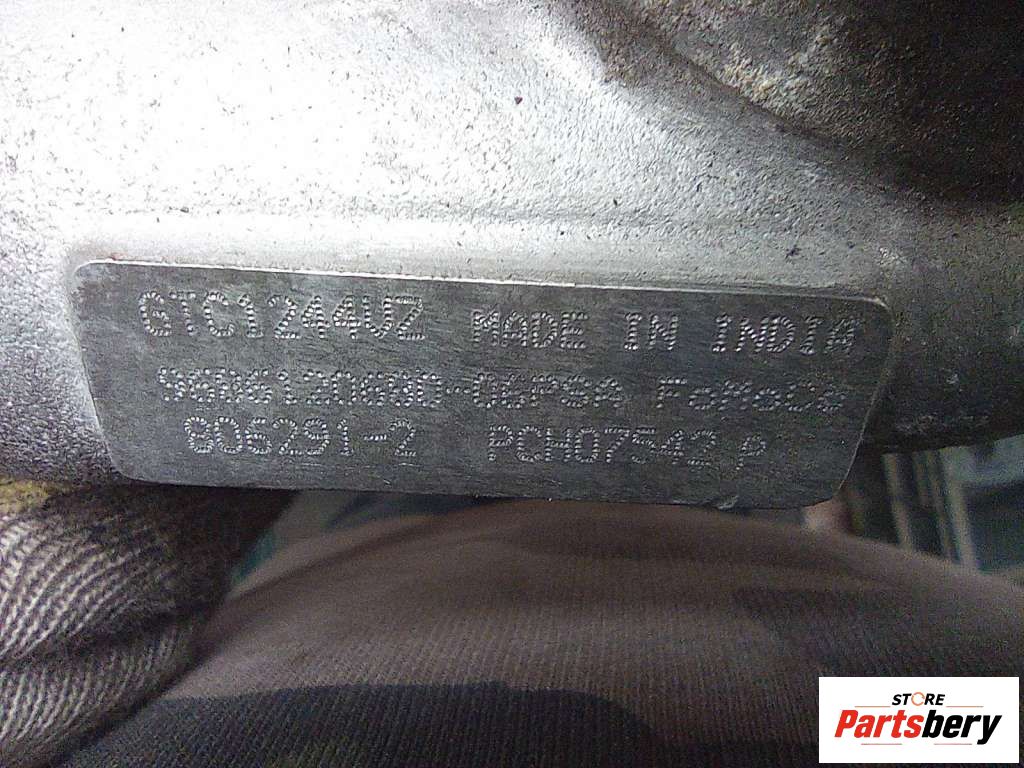 GTC1244VZ MADE IN INDIA
9686120680-06PSA FoMoCo
806291-2 PCH07542 P
STORE
Partsbery